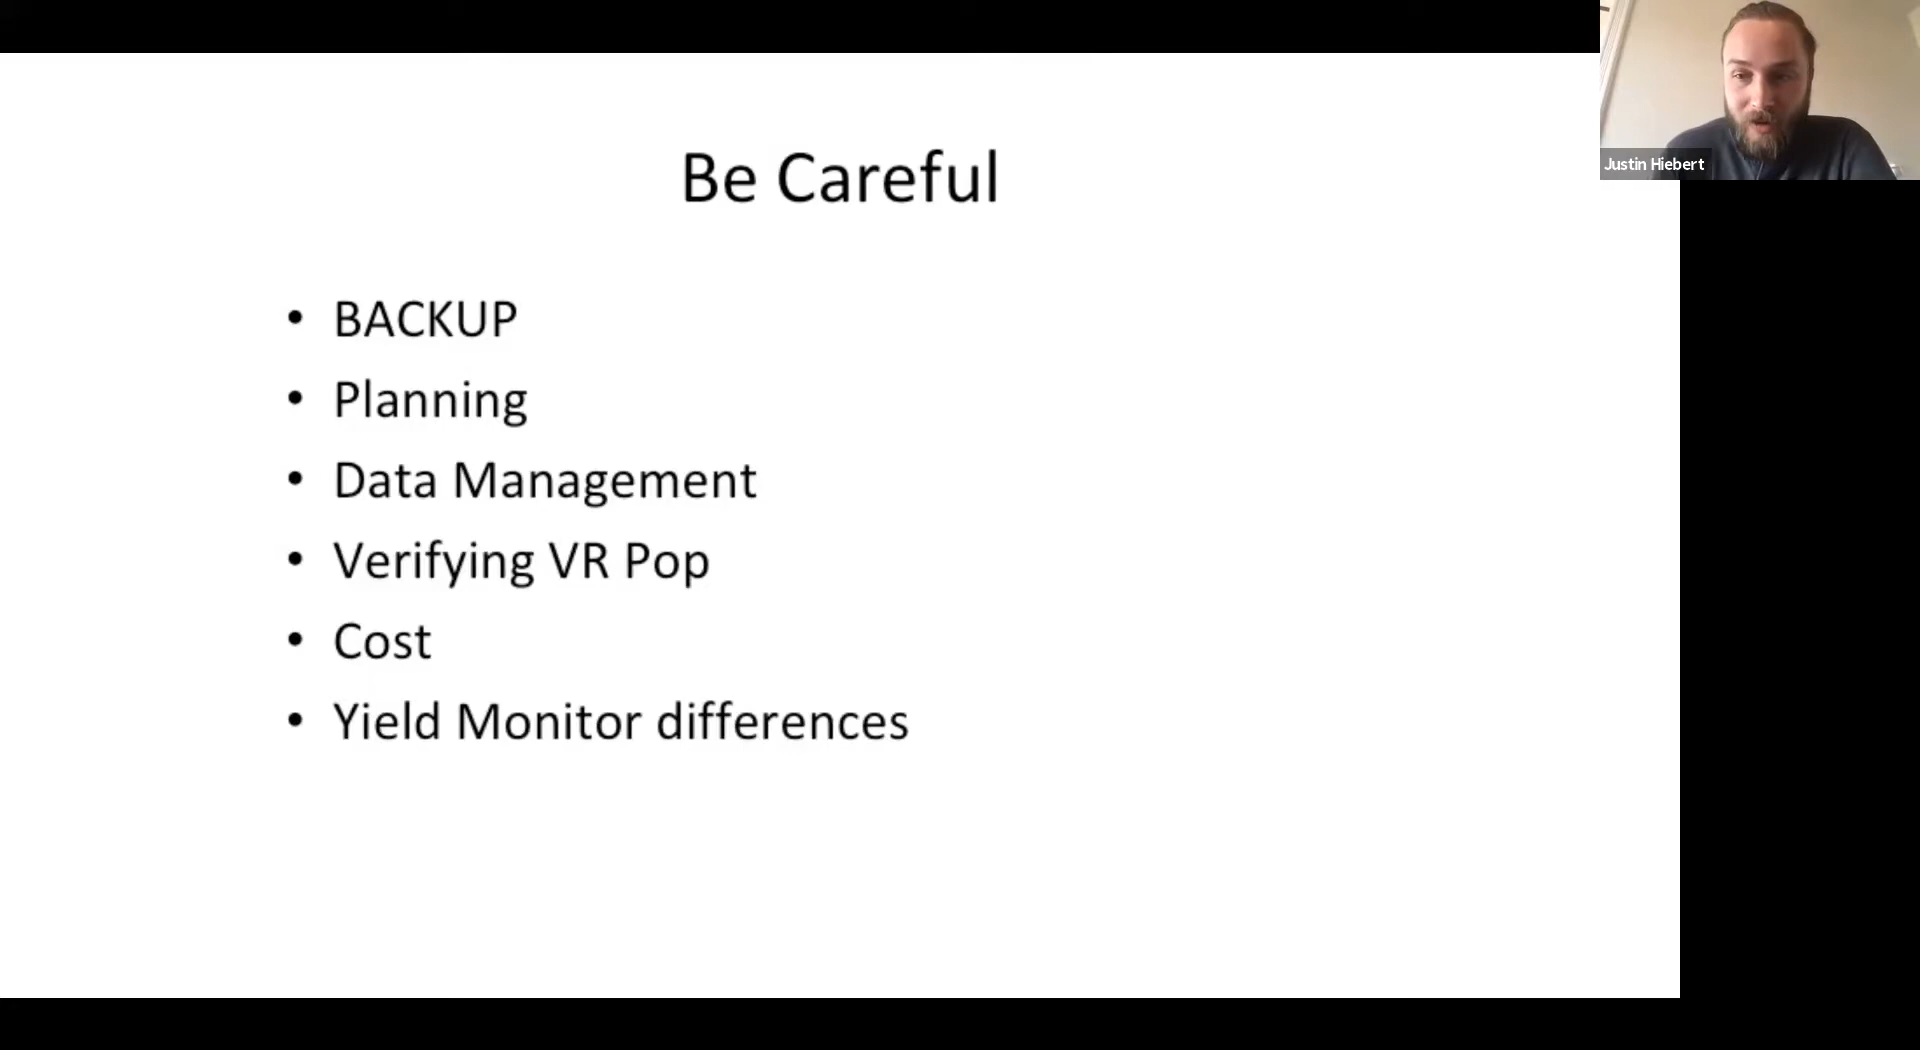 Be Careful
• BACKUP
• Planning
• Data Management
• Verifying VR Pop
• Cost
• Yield Monitor differences
Justin Hiebert